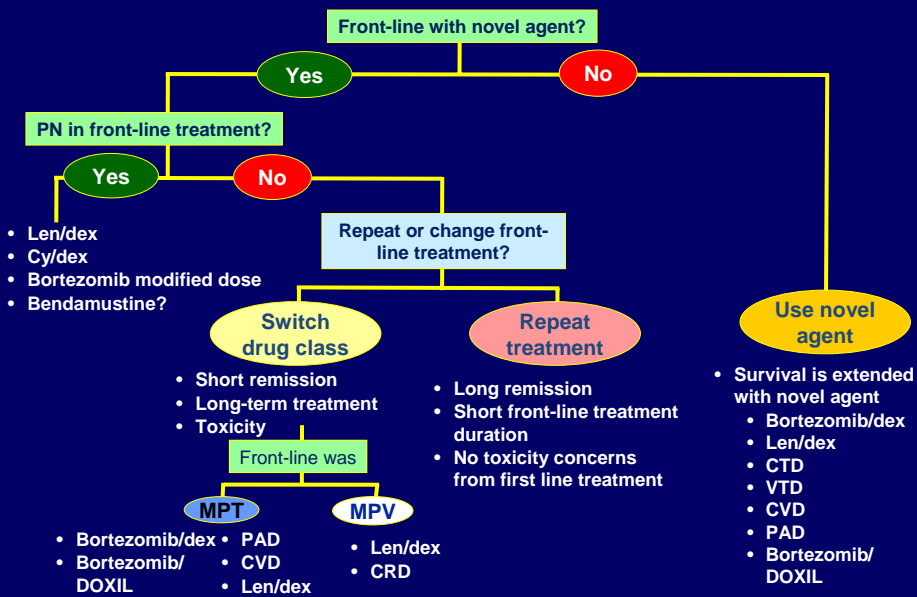 Front-line with novel agent?
Yes
No
PN in front-line treatment?
Yes
No
• Len/dex
• Cy/dex
• Bortezomib modified dose
• Bendamustine?
Repeat or change front-
line treatment?
Switch
drug class
Repeat
treatment
Use novel
agent
• Short remission
• Long-term treatment
• Toxicity
• Long remission
• Short front-line treatment
duration
• No toxicity concerns
from first line treatment
• Survival is extended
with novel agent
• Bortezomib/dex
• Len/dex
• CTD
• VTD
• CVD
• PAD
• Bortezomib/
DOXIL
Front-line was
MPT
MPV
• Bortezomib/dex
• Bortezomib/
DOXIL
• PAD
• CVD
• Len/dex
• Len/dex
• CRD